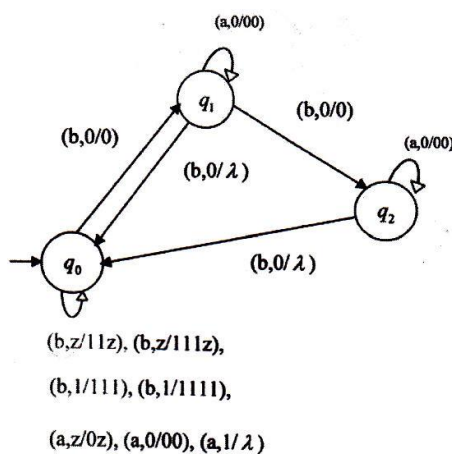 (a,0/00)
q₁
(b,0/0)
(b,0/0)
(a,0/00)
(b,0/λ)
q₂
q₀
(b,0/λ)
(b,z/11z), (b,z/111z),
(b,1/111), (b,1/1111),
(a,z/0z), (a,0/00), (a,1/λ)